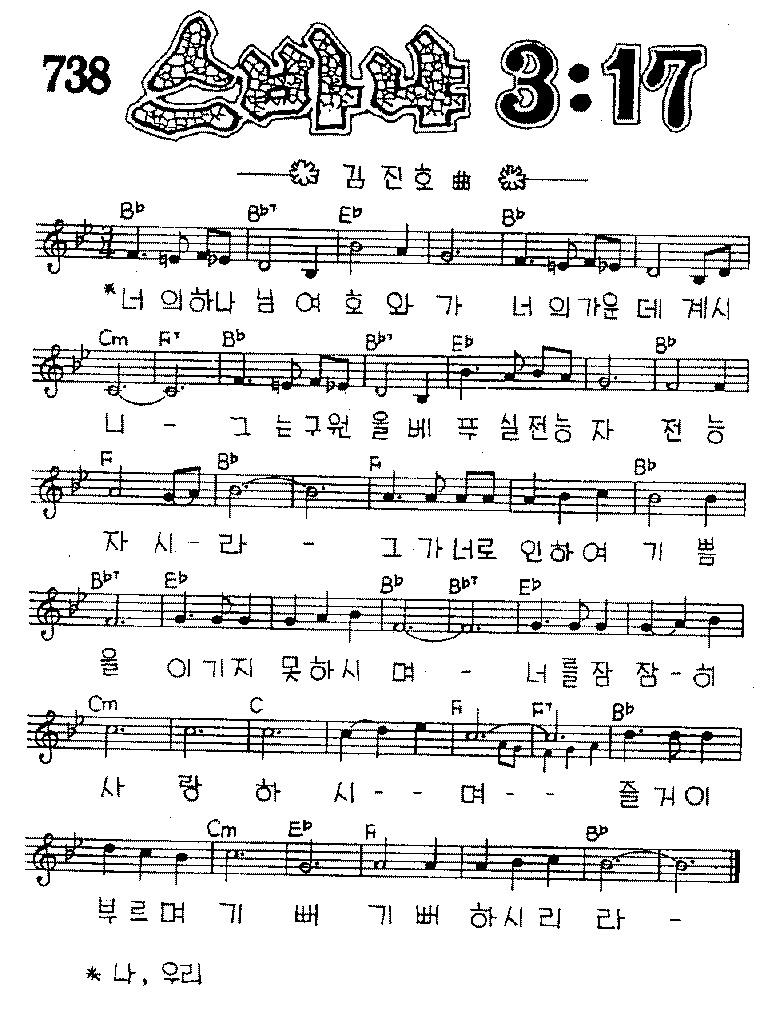 738 스바냐 3:17
김진호 曲
B♭ B♭7 E♭ B♭
*너 의하나 님 여 호 와 가 너 의가운 데 계시
Cm F7 B♭ B♭7 E♭ B♭
니 - 그 는구원 을 베 푸 실전능 자 전 능
F B♭ F B♭
자 시 - 라 - 그 가 너로 인하여 기 쁨
B♭7 E♭ B♭ B♭7 E♭
을 이 기지 못하시 며 - 너를잠 잠-히
Cm C F F7 B♭
사 랑 하 시 - - 며 - - 즐 거이
Cm E♭ F B♭
부르며 기 뻐 기 뻐 하시리 라 -
* 나, 우리